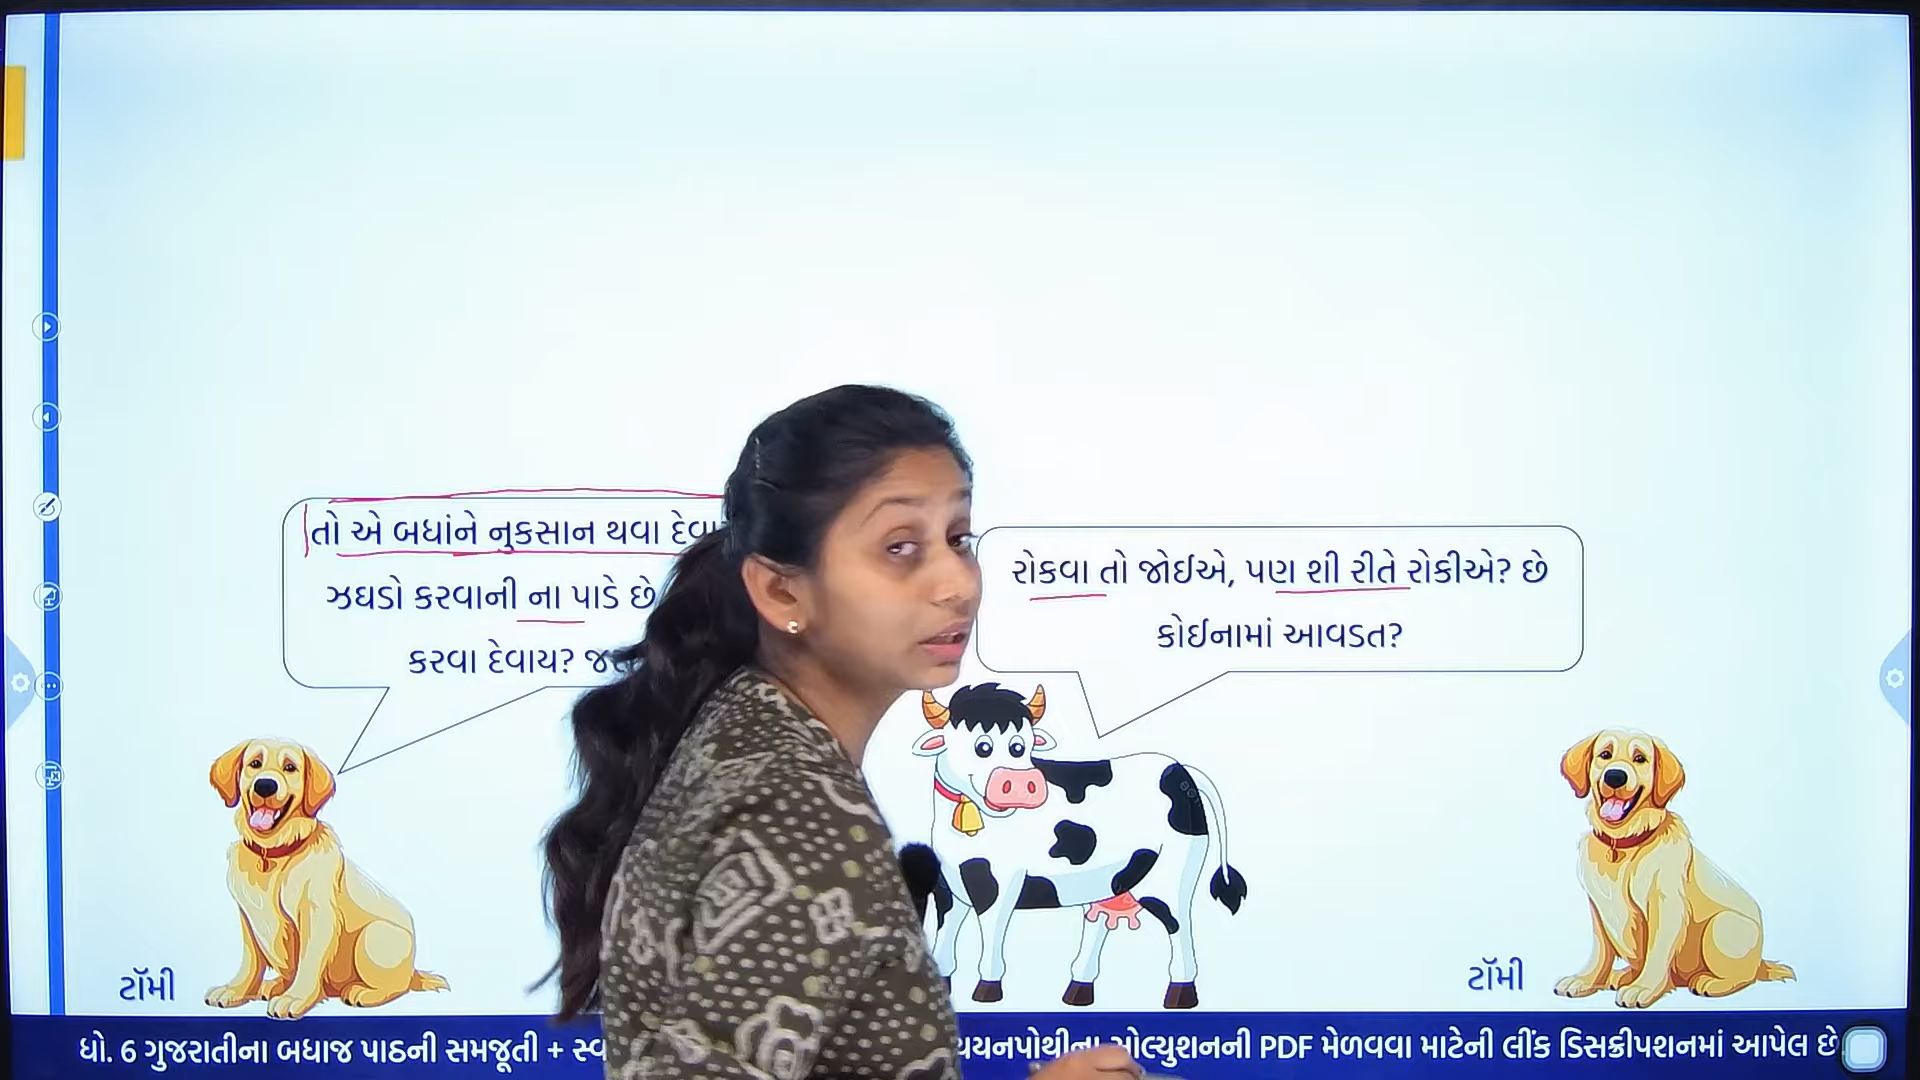 તો એ બધાંને નુકસાન થવા દેવા
ઝઘડો કરવાની ના પાડે છે
કરવા દેવાય?
રોકવા તો જોઈએ, પણ શી રીતે રોકીએ? છે
કોઈનામાં આવડત?
ટૉમી
ટૉમી
ધો. 6 ગુજરાતીના બધાજ પાઠની સમજૂતી + સોલ્યુશનની PDF મેળવવા માટેની લીંક ડિસક્રીપશનમાં આપેલ છે